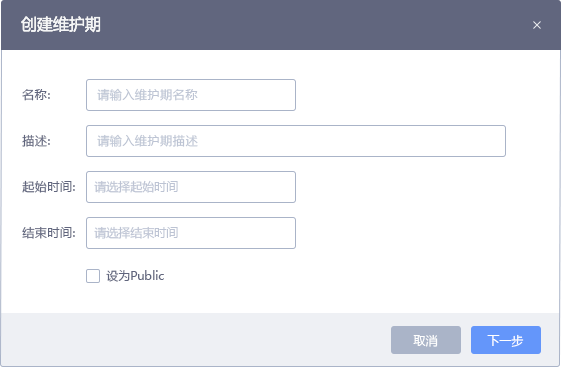 创建维护期
×
名称: 请输入维护期名称
描述: 请输入维护期描述
起始时间: 请选择起始时间
结束时间: 请选择结束时间
设为Public
取消 下一步